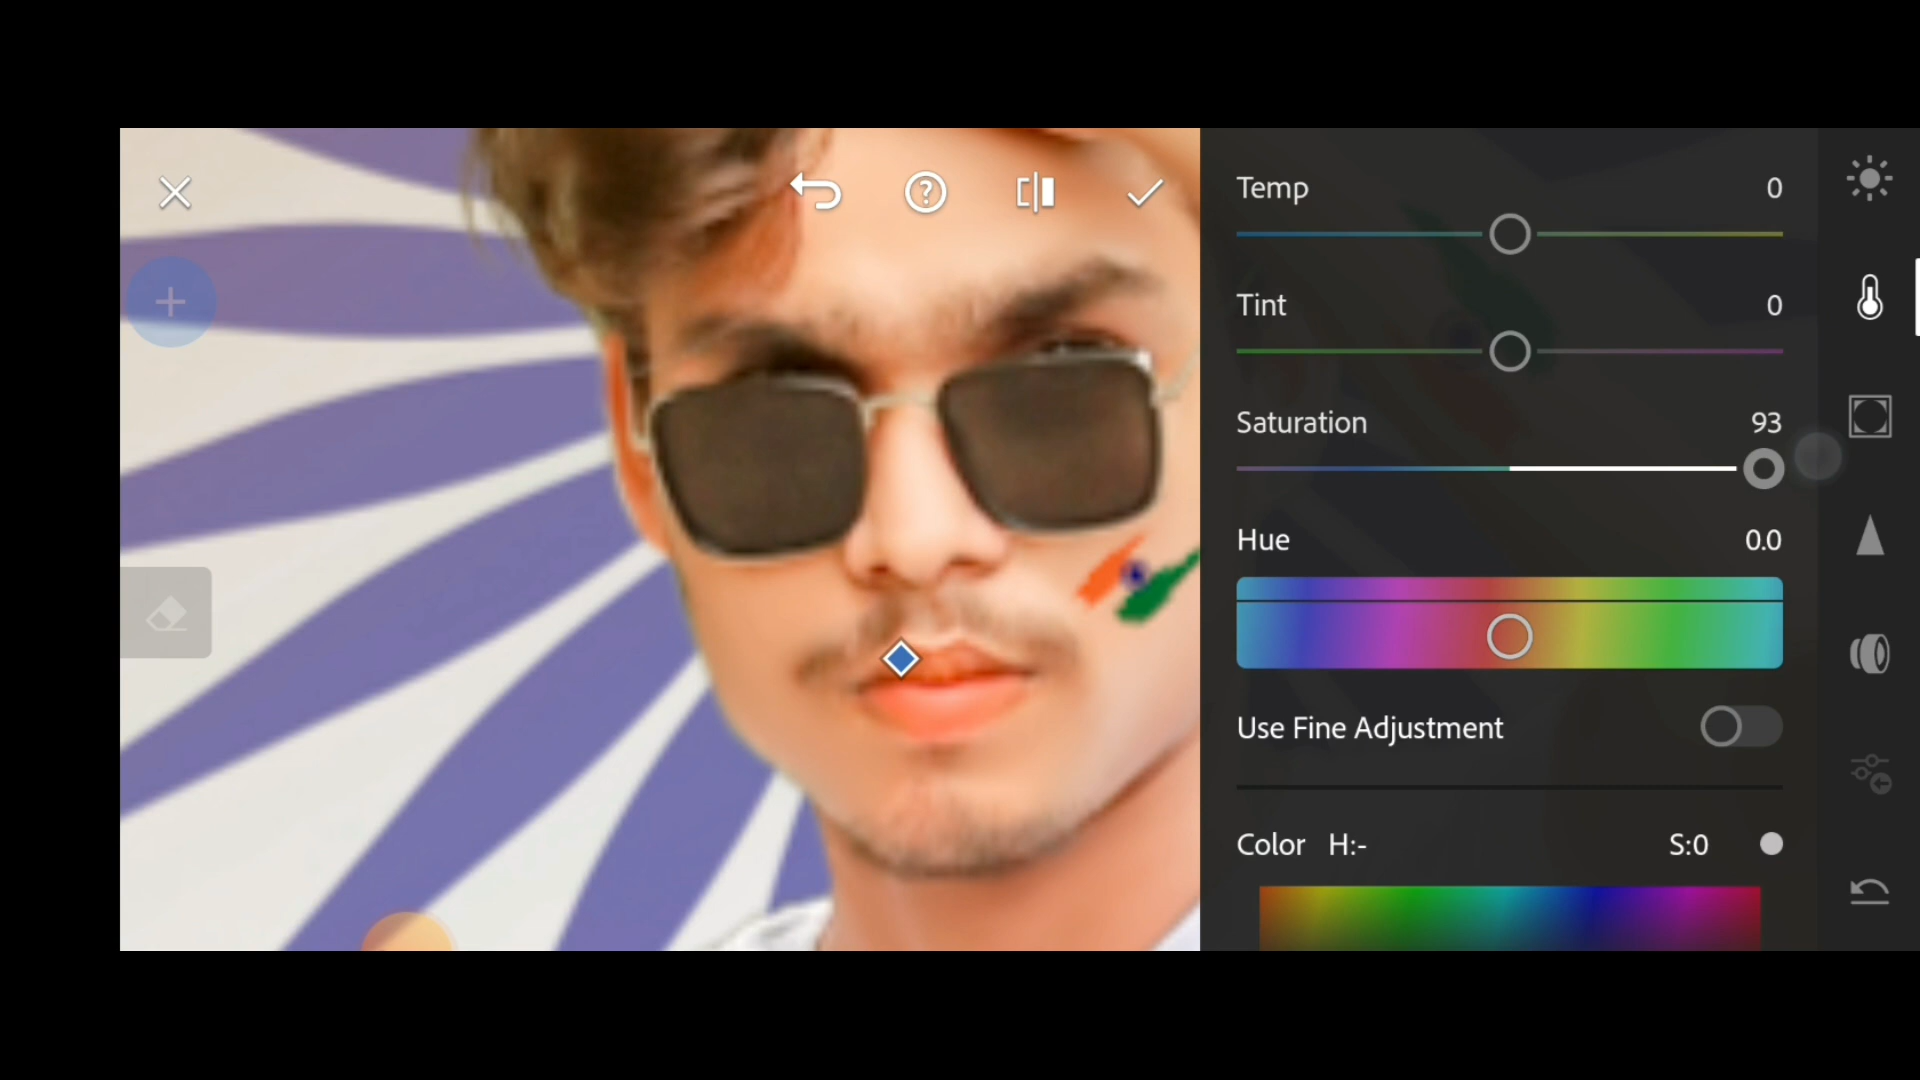 Temp 0
Tint 0
Saturation 93
Hue 0.0
Use Fine Adjustment
Color H:- S:0